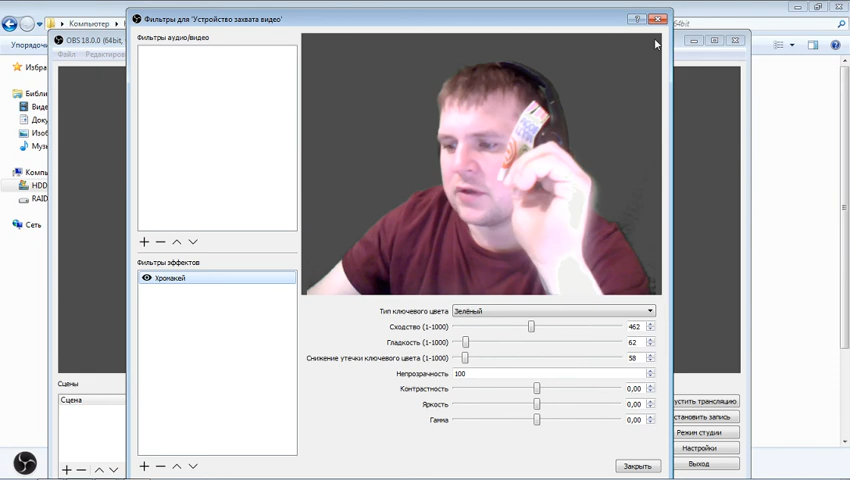 Фильтры для 'Устройство захвата видео'
Компьютер
64bit
Упорядочи
OBS 18.0.0 (64bit,
Файл
Редактиров
Фильтры аудио/видео
Избра
Библи
Виде
Доку
Изоб
Музь
Компь
HDD
RAID
Сеть
Фильтры эффектов
Хромакей
Тип ключевого цвета
Зелёный
Сходство (1-1000)
462
Гладкость (1-1000)
62
Снижение утечки ключевого цвета (1-1000)
58
Непрозрачность
100
Контрастность
0,00
Яркость
0,00
Гамма
0,00
Закрыть
Сцены
Сцена
устить трансляцию
становить запись
Режим студии
Настройки
Выход